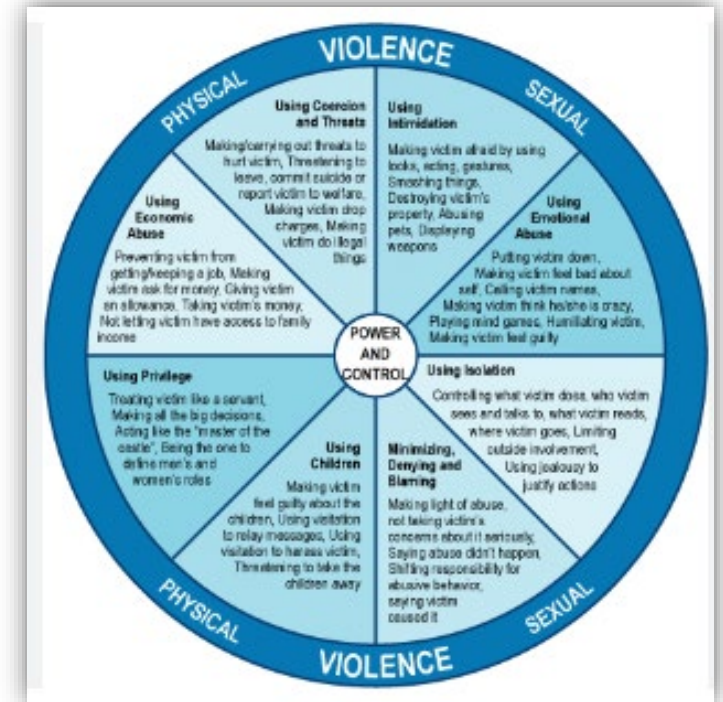 VIOLENCE
PHYSICAL
SEXUAL
Using Coercion
and Threats
Making/carrying out threats to
hurt victim, Threatening to
leave, commit suicide or
report victim to welfare,
Making victim drop
charges, Making
victim do illegal
things
Using
Intimidation
Making victim afraid by using
looks, acting, gestures,
Smashing things,
Destroying victim's
property, Abusing
pets, Displaying
weapons
Using
Economic
Abuse
Preventing victim from
getting/keeping a job, Making
victim ask for money, Giving victim
an allowance, Taking victim's money,
Not letting victim have access to family
income
Using
Emotional
Abuse
Putting victim down,
Making victim feel bad about
self, Calling victim names,
Making victim think he/she is crazy,
Playing mind games, Humiliating victim,
Making victim feel guilty
POWER
AND
CONTROL
Using Privilege
Treating victim like a servant,
Making all the big decisions,
Acting like the "master of the
castle", Being the one to
define men's and
women's roles
Using Isolation
Controlling what victim does, who victim
sees and talks to, what victim reads,
where victim goes, Limiting
outside involvement,
Using jealousy to
justify actions
Using
Children
Making victim
feel guilty about the
children, Using visitation
to relay messages, Using
visitation to harass victim,
Threatening to take the
children away
Minimizing,
Denying and
Blaming
Making light of abuse,
not taking victim's
concerns about it seriously,
Saying abuse didn't happen,
Shifting responsibility for
abusive behavior,
saying victim
caused it
PHYSICAL
SEXUAL
VIOLENCE